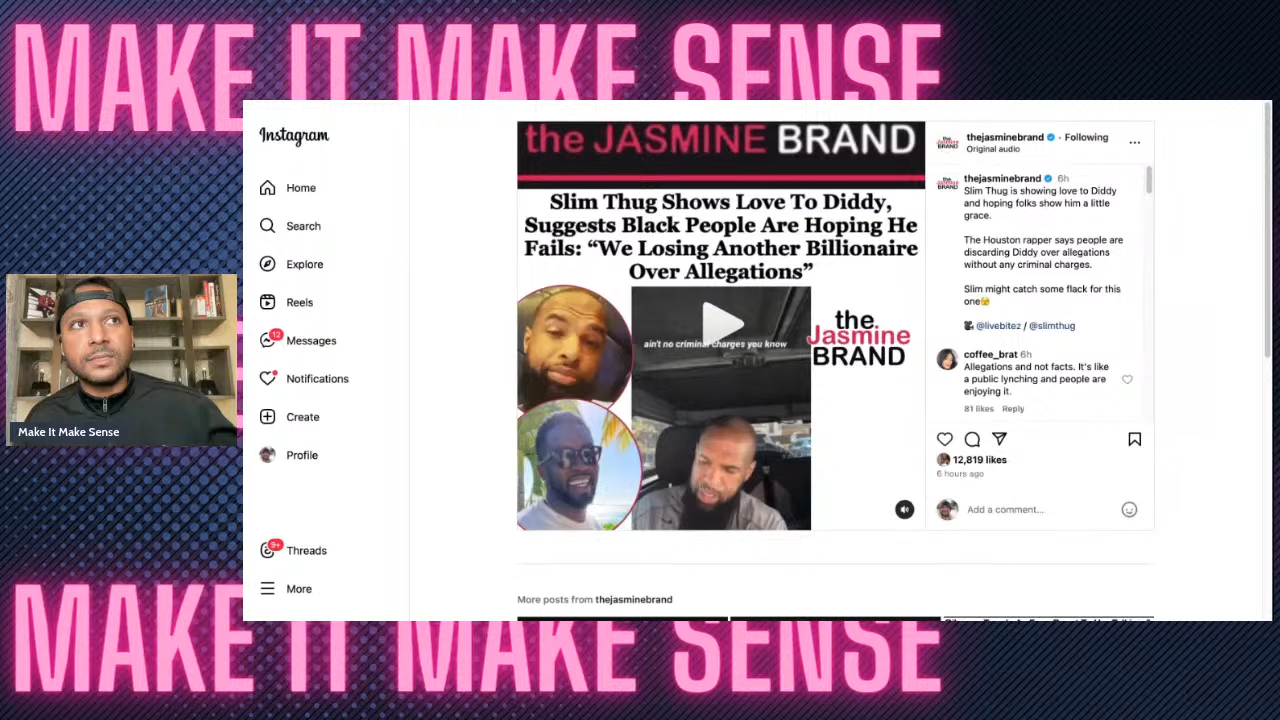 MAKE IT MAKE SENSE
Instagram
Home
Search
Explore
Reels
12
Messages
Notifications
Create
Profile
9+
Threads
More
the JASMINE BRAND
Slim Thug Shows Love To Diddy,
Suggests Black People Are Hoping He
Fails: “We Losing Another Billionaire
Over Allegations”
ain't no criminal charges you know
the
Jasmine
BRAND
thejasminebrand • Following
Original audio
thejasminebrand 6h
Slim Thug is showing love to Diddy
and hoping folks show him a little
grace.
The Houston rapper says people are
discarding Diddy over allegations
without any criminal charges.
Slim might catch some flack for this
one🫣
📽 @livebitez / @slimthug
coffee_brat 6h
Allegations and not facts. It's like
a public lynching and people are
enjoying it.
81 likes Reply
12,819 likes
6 hours ago
Add a comment...
More posts from thejasminebrand
Make It Make Sense
MAKE IT MAKE SENSE